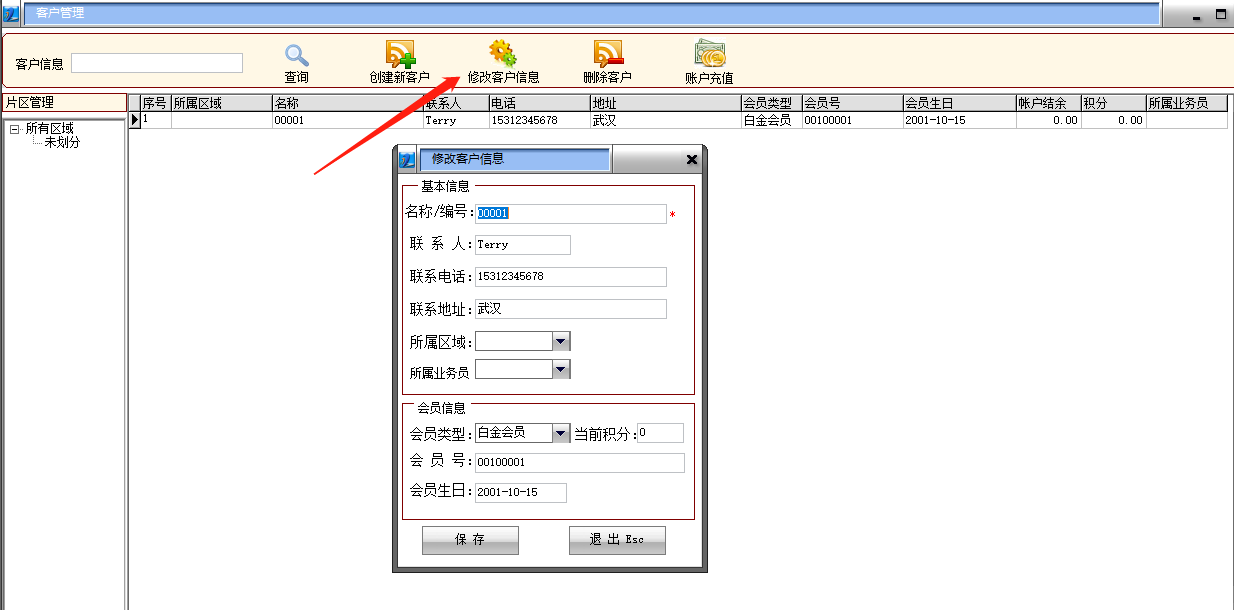 客户管理
客户信息
查询
创建新客户
修改客户信息
删除客户
账户充值
片区管理
所有区域
未划分
序号 所属区域 名称 联系人 电话 地址 会员类型 会员号 会员生日 帐户结余 积分 所属业务员
1 00001 Terry 15312345678 武汉 白金会员 00100001 2001-10-15 0.00 0.00
修改客户信息
基本信息
名称/编号: 00001 *
联 系 人: Terry
联系电话: 15312345678
联系地址: 武汉
所属区域:
所属业务员
会员信息
会员类型: 白金会员 当前积分: 0
会 员 号: 00100001
会员生日: 2001-10-15
保 存
退 出 Esc